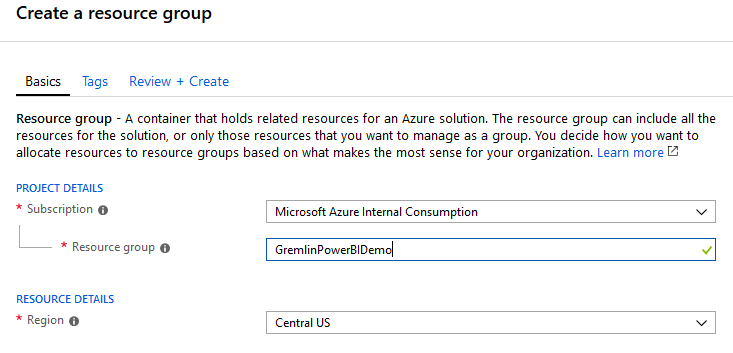 Create a resource group
Basics Tags Review + Create
Resource group - A container that holds related resources for an Azure solution. The resource group can include all the
resources for the solution, or only those resources that you want to manage as a group. You decide how you want to
allocate resources to resource groups based on what makes the most sense for your organization. Learn more
PROJECT DETAILS
* Subscription Microsoft Azure Internal Consumption
* Resource group GremlinPowerBIDemo
RESOURCE DETAILS
* Region Central US